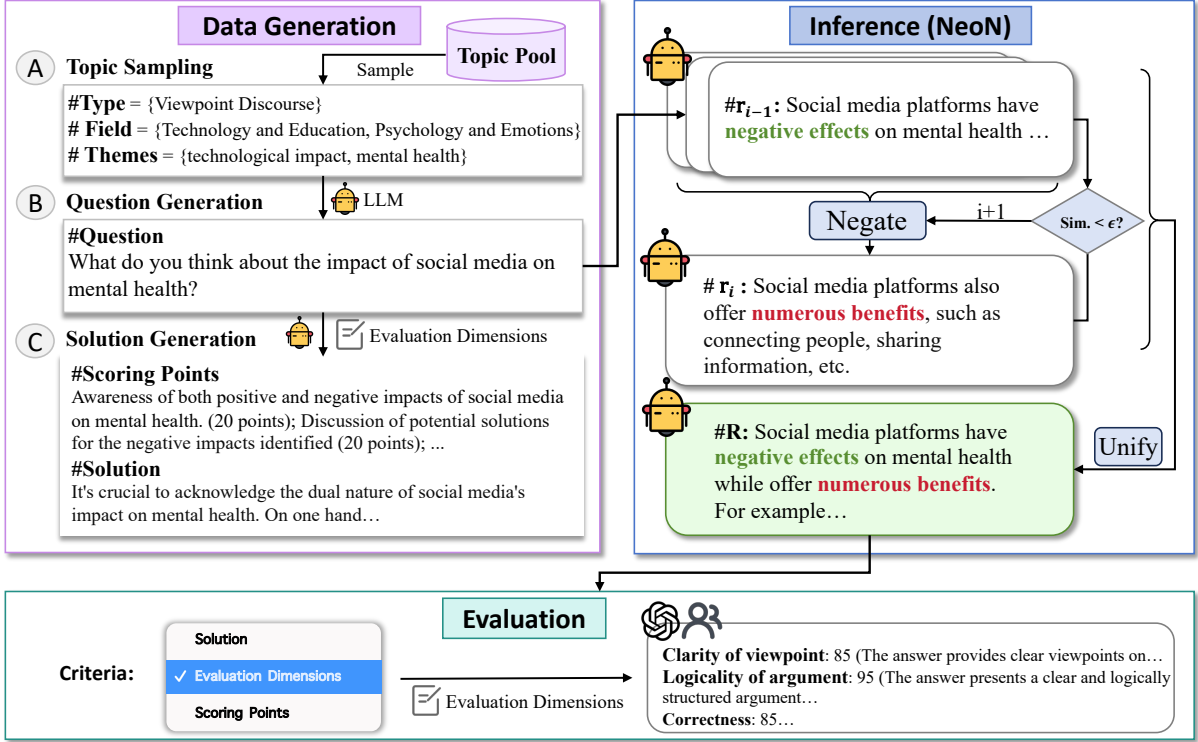 Data Generation
Topic Pool
Sample
A
Topic Sampling
#Type = {Viewpoint Discourse}
# Field = {Technology and Education, Psychology and Emotions}
# Themes = {technological impact, mental health}
B
Question Generation
LLM
#Question
What do you think about the impact of social media on
mental health?
C
Solution Generation
Evaluation Dimensions
#Scoring Points
Awareness of both positive and negative impacts of social media
on mental health. (20 points); Discussion of potential solutions
for the negative impacts identified (20 points); ...
#Solution
It's crucial to acknowledge the dual nature of social media's
impact on mental health. On one hand…
Inference (NeoN)
#r_{i−1}: Social media platforms have
negative effects on mental health …
Negate
i+1
Sim. < ϵ?
# r_i : Social media platforms also
offer numerous benefits, such as
connecting people, sharing
information, etc.
#R: Social media platforms have
negative effects on mental health
while offer numerous benefits.
For example…
Unify
Evaluation
Criteria:
Solution
✓ Evaluation Dimensions
Scoring Points
Evaluation Dimensions
Clarity of viewpoint: 85 (The answer provides clear viewpoints on…
Logicality of argument: 95 (The answer presents a clear and logically
structured argument…
Correctness: 85…